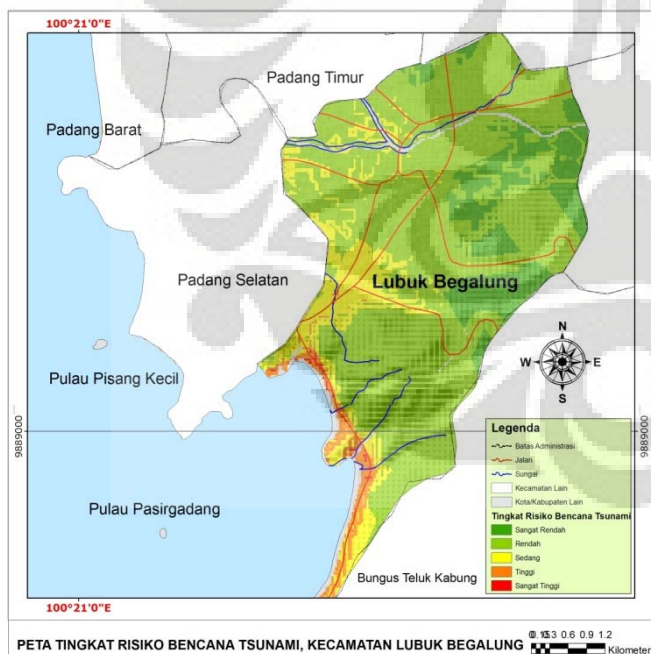 100°21'0"E
Padang Timur
Padang Barat
Padang Selatan
Lubuk Begalung
Pulau Pisang Kecil
N
W E
S
9889000
9889000
Legenda
Batas Administrasi
Jalan
Sungai
Kecamatan Lain
Kota/Kabupaten Lain
Tingkat Risiko Bencana Tsunami
Sangat Rendah
Rendah
Sedang
Tinggi
Sangat Tinggi
Pulau Pasirgadang
Bungus Teluk Kabung
100°21'0"E
PETA TINGKAT RISIKO BENCANA TSUNAMI, KECAMATAN LUBUK BEGALUNG
0.6 0.9 1.2
Kilometer